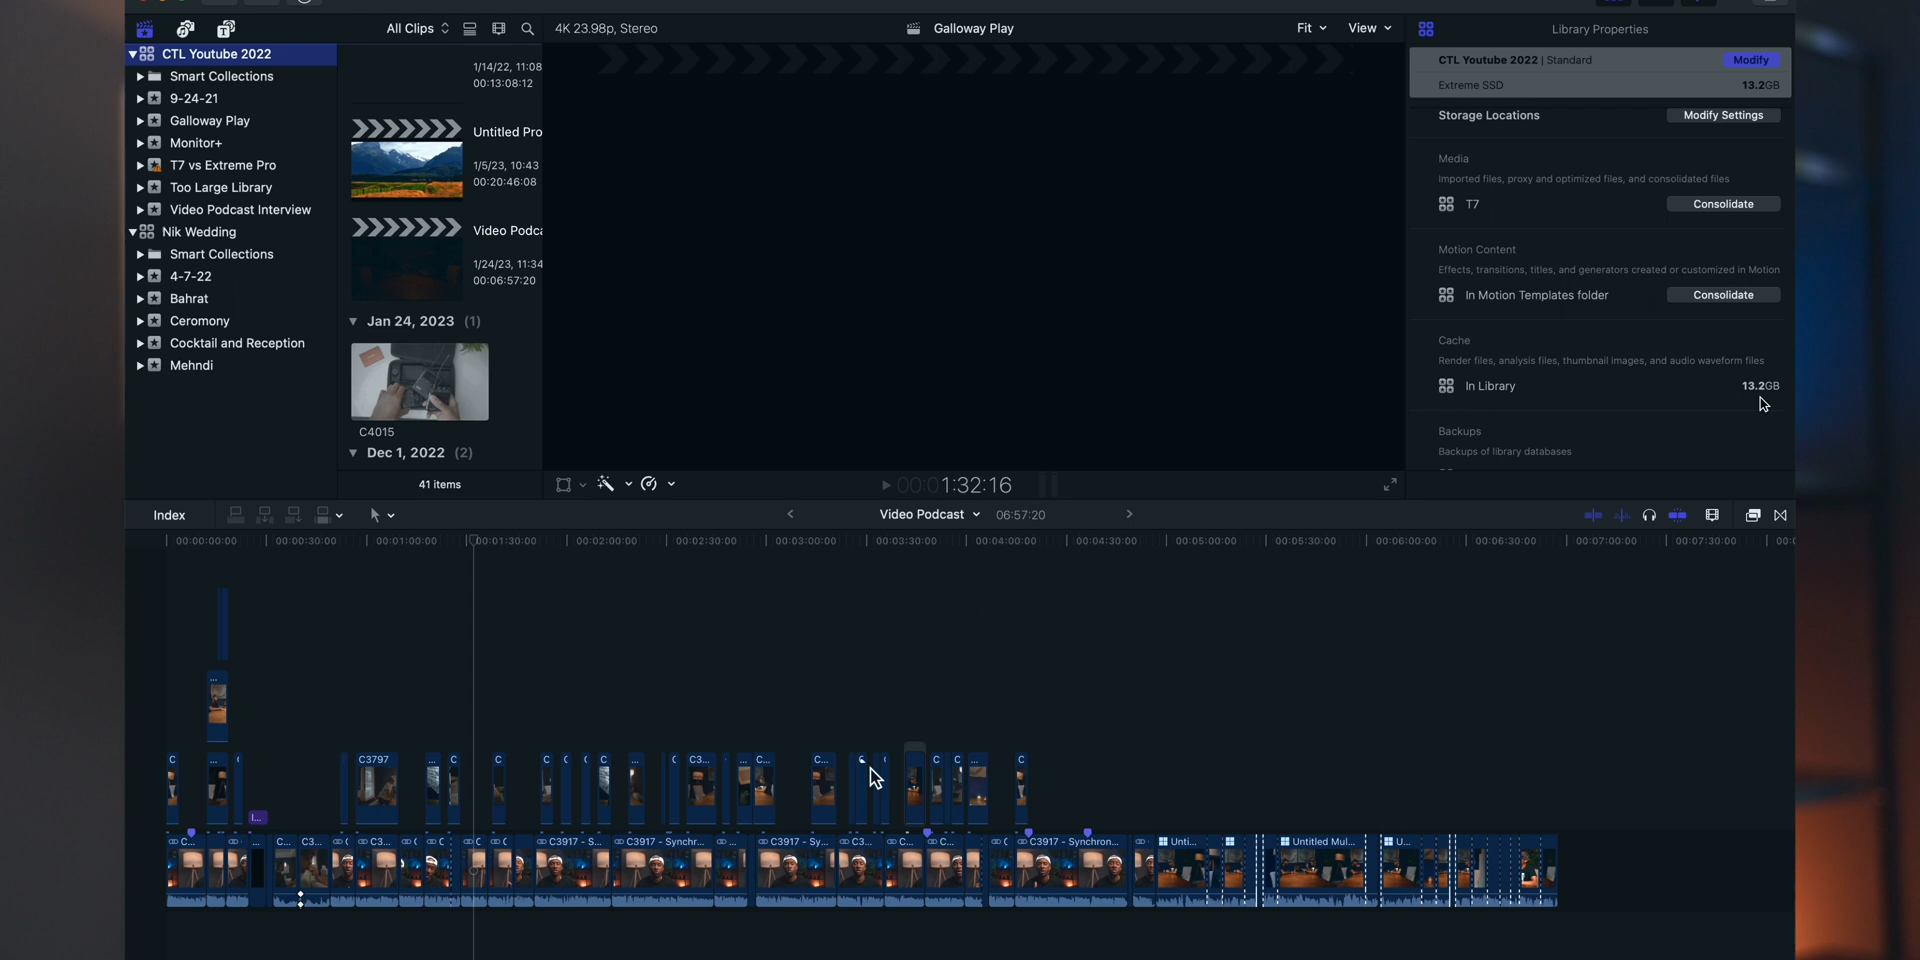 All Clips
4K 23.98p, Stereo
Galloway Play
Fit
View
Library Properties
CTL Youtube 2022
Smart Collections
9-24-21
Galloway Play
Monitor+
T7 vs Extreme Pro
Too Large Library
Video Podcast Interview
Nik Wedding
Smart Collections
4-7-22
Bahrat
Ceromony
Cocktail and Reception
Mehndi
1/14/22, 11:08
00:13:08:12
Untitled Pro
1/5/23, 10:43
00:20:46:08
Video Podca
1/24/23, 11:34
00:06:57:20
Jan 24, 2023 (1)
C4015
Dec 1, 2022 (2)
41 items
CTL Youtube 2022 | Standard Modify
Extreme SSD 13.2GB
Storage Locations Modify Settings
Media
Imported files, proxy and optimized files, and consolidated files
T7 Consolidate
Motion Content
Effects, transitions, titles, and generators created or customized in Motion
In Motion Templates folder Consolidate
Cache
Render files, analysis files, thumbnail images, and audio waveform files
In Library 13.2GB
Backups
Backups of library databases
00:01:32:16
Index
Video Podcast 06:57:20
00:00:00:00 00:00:30:00 00:01:00:00 00:01:30:00 00:02:00:00 00:02:30:00 00:03:00:00 00:03:30:00 00:04:00:00 00:04:30:00 00:05:00:00 00:05:30:00 00:06:00:00 00:06:30:00 00:07:00:00 00:07:30:00
...
C ... C3797 ... C C C C C C ... C C3... ... C... C... C C ... C
I...
C... ... C... C3... C3... C C C C3917 - S... C3917 - Synchr... ... C3917 - Sy... C3... C... C... C C3917 - Synchron... Unti... Untitled Mul... U...